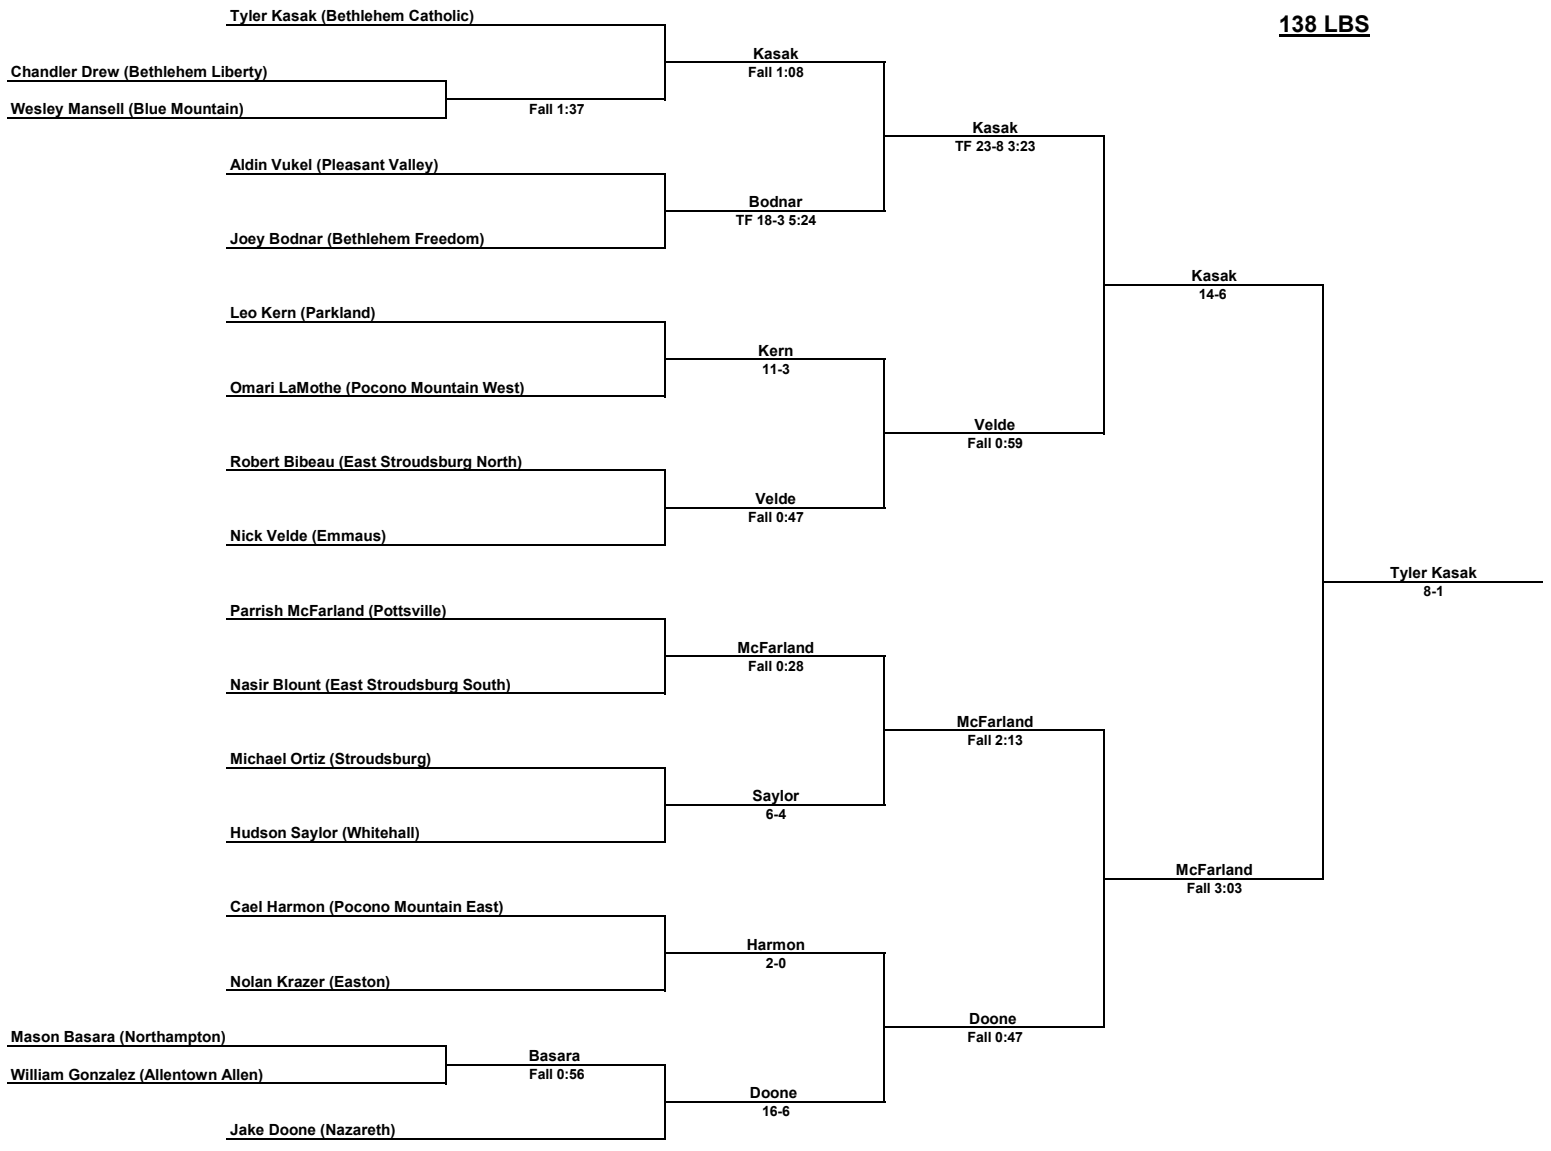 138 LBS
Tyler Kasak (Bethlehem Catholic)
Kasak
Fall 1:08
Chandler Drew (Bethlehem Liberty)
Wesley Mansell (Blue Mountain)
Fall 1:37
Kasak
TF 23-8 3:23
Aldin Vukel (Pleasant Valley)
Bodnar
TF 18-3 5:24
Joey Bodnar (Bethlehem Freedom)
Kasak
14-6
Leo Kern (Parkland)
Kern
11-3
Omari LaMothe (Pocono Mountain West)
Velde
Fall 0:59
Robert Bibeau (East Stroudsburg North)
Velde
Fall 0:47
Nick Velde (Emmaus)
Tyler Kasak
8-1
Parrish McFarland (Pottsville)
McFarland
Fall 0:28
Nasir Blount (East Stroudsburg South)
McFarland
Fall 2:13
Michael Ortiz (Stroudsburg)
Saylor
6-4
Hudson Saylor (Whitehall)
McFarland
Fall 3:03
Cael Harmon (Pocono Mountain East)
Harmon
2-0
Nolan Krazer (Easton)
Doone
Fall 0:47
Mason Basara (Northampton)
Basara
Fall 0:56
William Gonzalez (Allentown Allen)
Doone
16-6
Jake Doone (Nazareth)